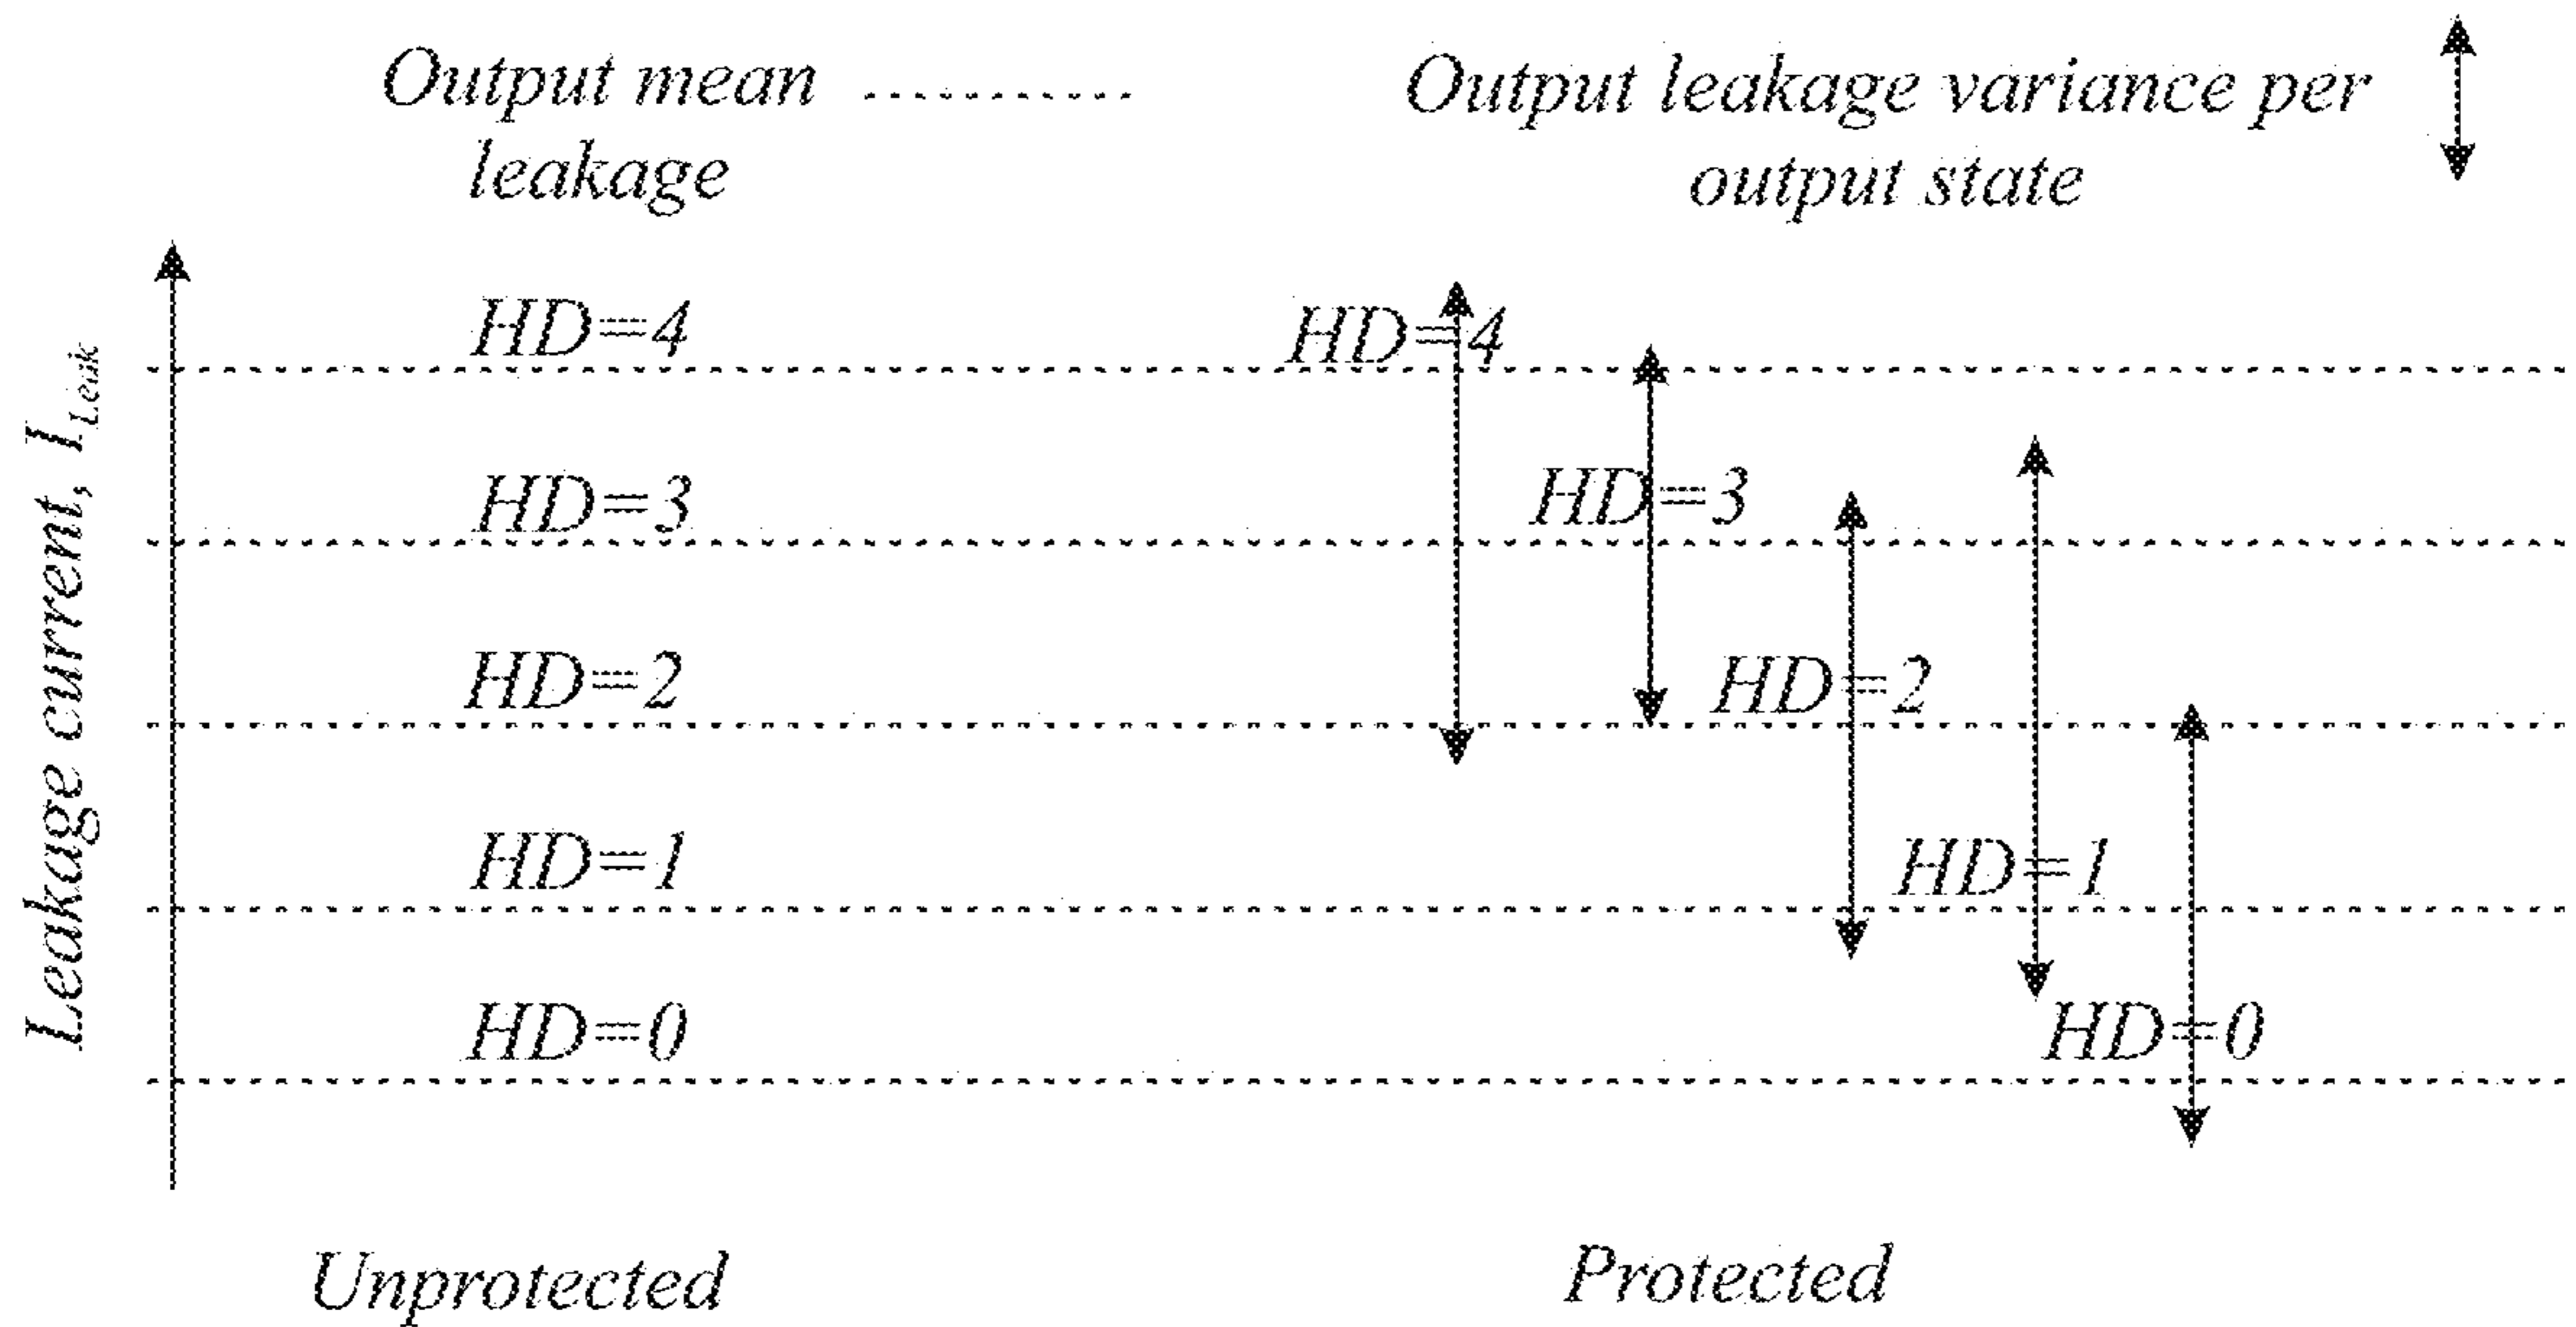 Output mean
leakage
Output leakage variance per
output state
Leakage current, I_Leak
HD=4
HD=3
HD=2
HD=1
HD=0
HD=4
HD=3
HD=2
HD=1
HD=0
Unprotected
Protected